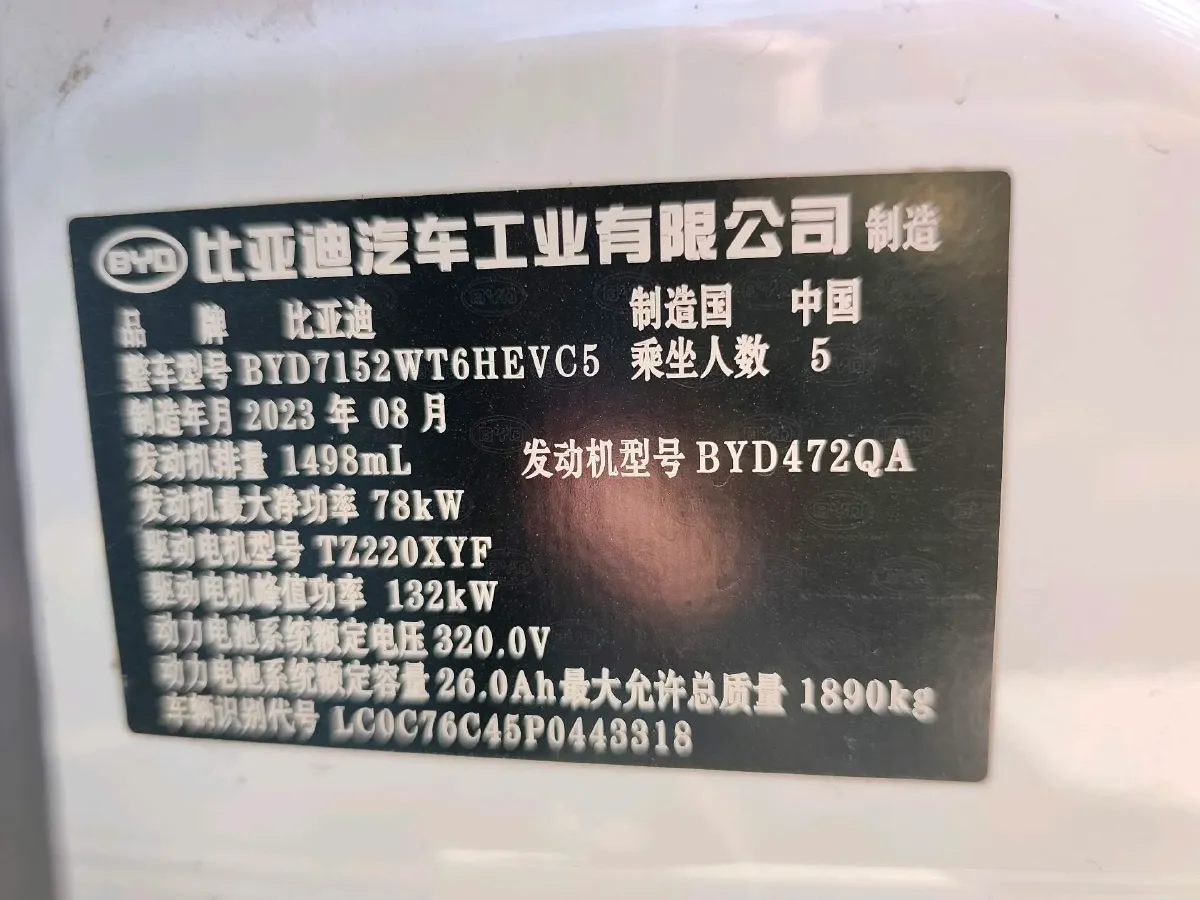 BYD 比亚迪汽车工业有限公司 制造
品 牌 比亚迪 制造国 中国
整车型号 BYD7152WT6HEVC5 乘坐人数 5
制造年月 2023 年 08 月
发动机排量 1498mL 发动机型号 BYD472QA
发动机最大净功率 78kW
驱动电机型号 TZ220XYF
驱动电机峰值功率 132kW
动力电池系统额定电压 320.0V
动力电池系统额定容量 26.0Ah 最大允许总质量 1890kg
车辆识别代号 LC0C76C45P0443318